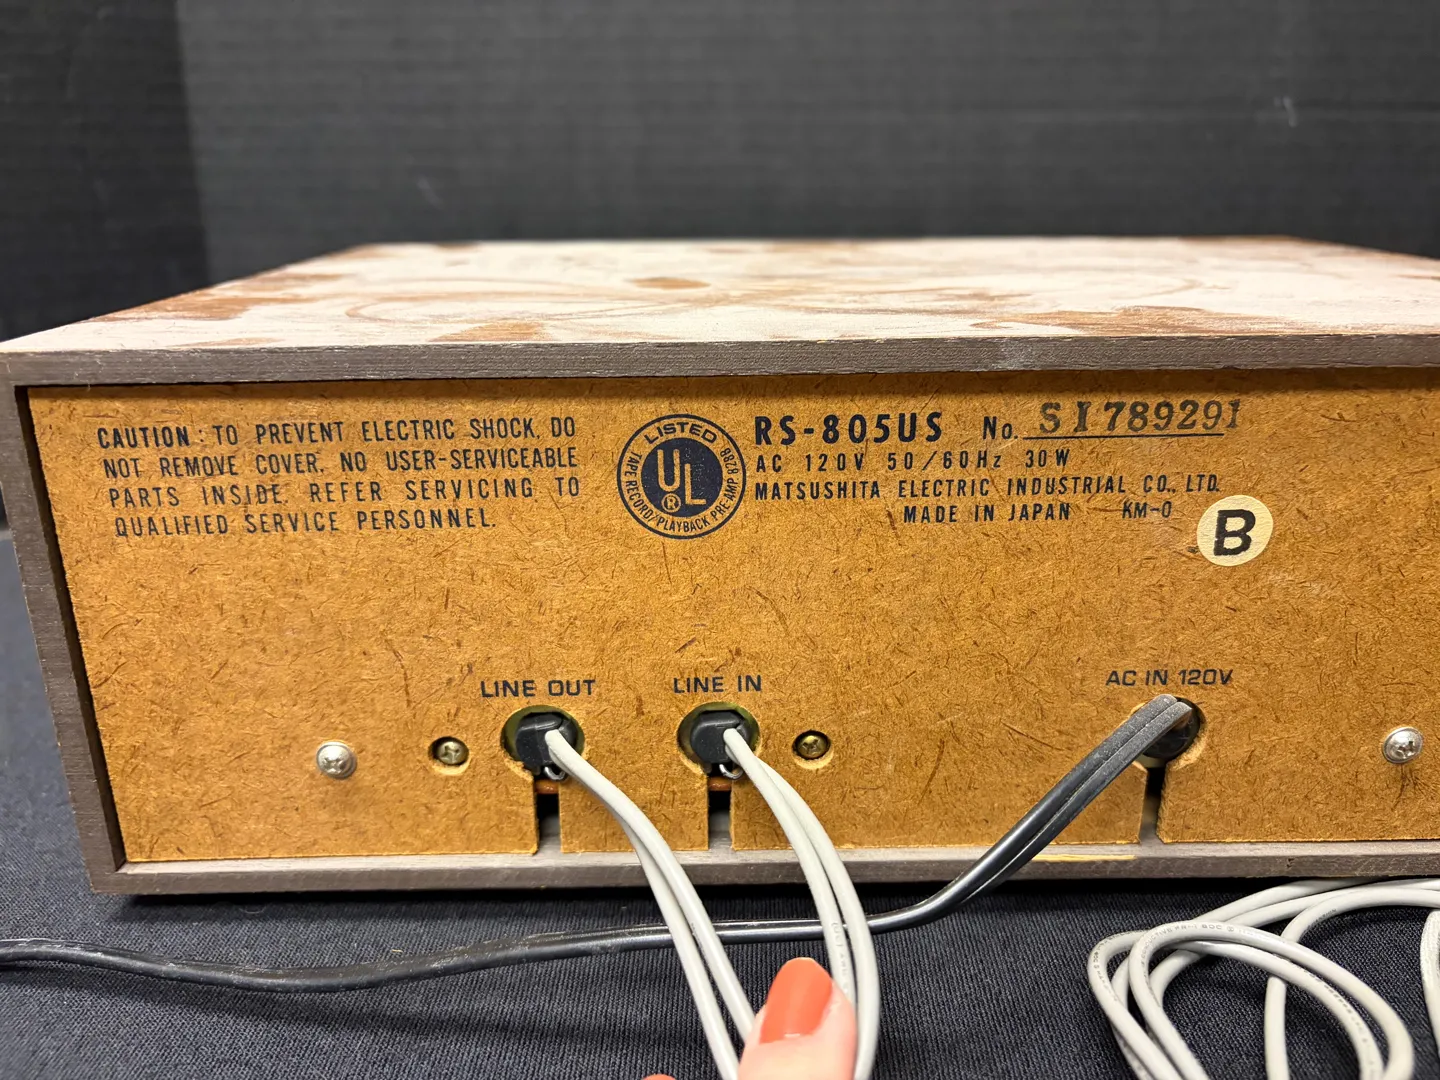 CAUTION : TO PREVENT ELECTRIC SHOCK, DO
NOT REMOVE COVER. NO USER-SERVICEABLE
PARTS INSIDE. REFER SERVICING TO
QUALIFIED SERVICE PERSONNEL.
LISTED
UL
®
TAPE RECORD/PLAYBACK PRE-AMP 828B
RS-805US No. SI789291
AC 120V 50/60Hz 30W
MATSUSHITA ELECTRIC INDUSTRIAL CO., LTD.
MADE IN JAPAN KM-0
B
LINE OUT
LINE IN
AC IN 120V